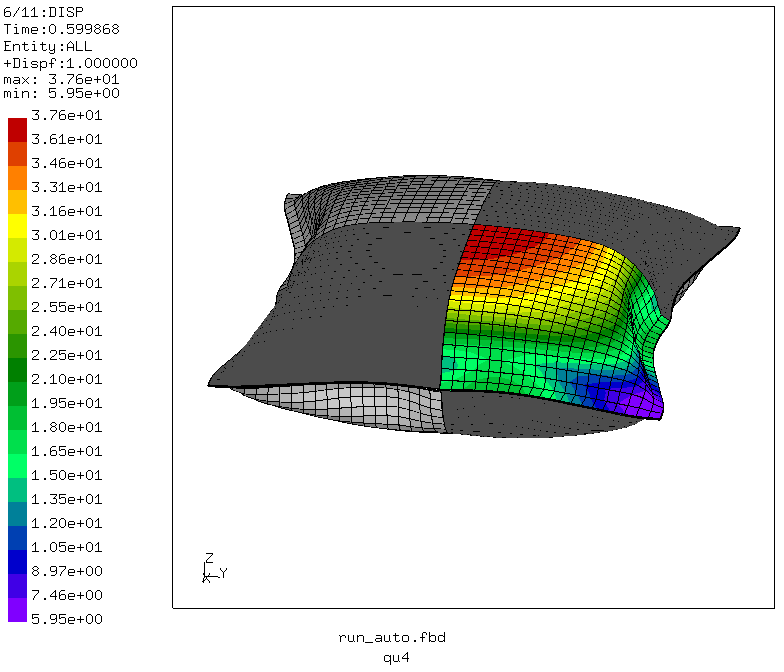 6/11:DISP
Time:0.599868
Entity:ALL
+Dispf:1.000000
max: 3.76e+01
min: 5.95e+00
3.76e+01
3.61e+01
3.46e+01
3.31e+01
3.16e+01
3.01e+01
2.86e+01
2.71e+01
2.55e+01
2.40e+01
2.25e+01
2.10e+01
1.95e+01
1.80e+01
1.65e+01
1.50e+01
1.35e+01
1.20e+01
1.05e+01
8.97e+00
7.46e+00
5.95e+00
Z
X Y
run_auto.fbd
qu4